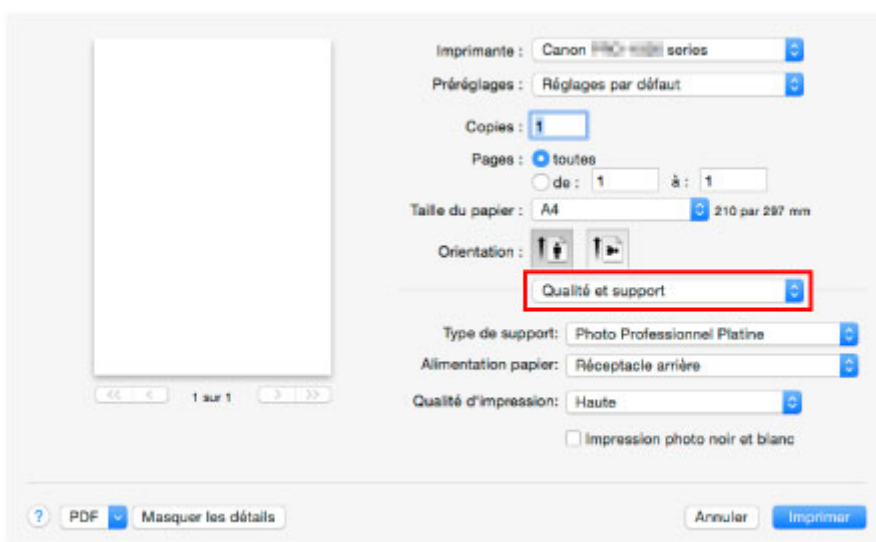 Imprimante : Canon series
Préréglages : Réglages par défaut
Copies : 1
Pages : toutes
de : 1 à : 1
Taille du papier : A4 210 par 297 mm
Orientation :
Qualité et support
Type de support: Photo Professionnel Platine
Alimentation papier: Réceptacle arrière
<< < 1 sur 1 > >>
Qualité d'impression: Haute
Impression photo noir et blanc
? PDF Masquer les détails Annuler Imprimer